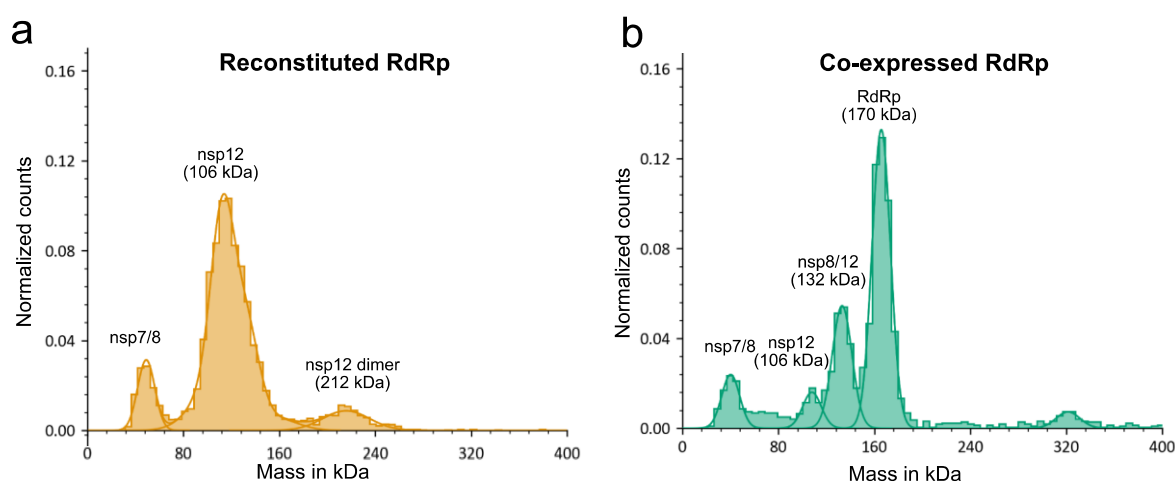 a
Reconstituted RdRp
Normalized counts
0.16
0.12
0.08
0.04
0.00
nsp7/8
nsp12
(106 kDa)
nsp12 dimer
(212 kDa)
0
80
160
240
320
400
Mass in kDa
b
Co-expressed RdRp
Normalized counts
0.16
0.12
0.08
0.04
0.00
RdRp
(170 kDa)
nsp8/12
(132 kDa)
nsp7/8
nsp12
(106 kDa)
0
80
160
240
320
400
Mass in kDa